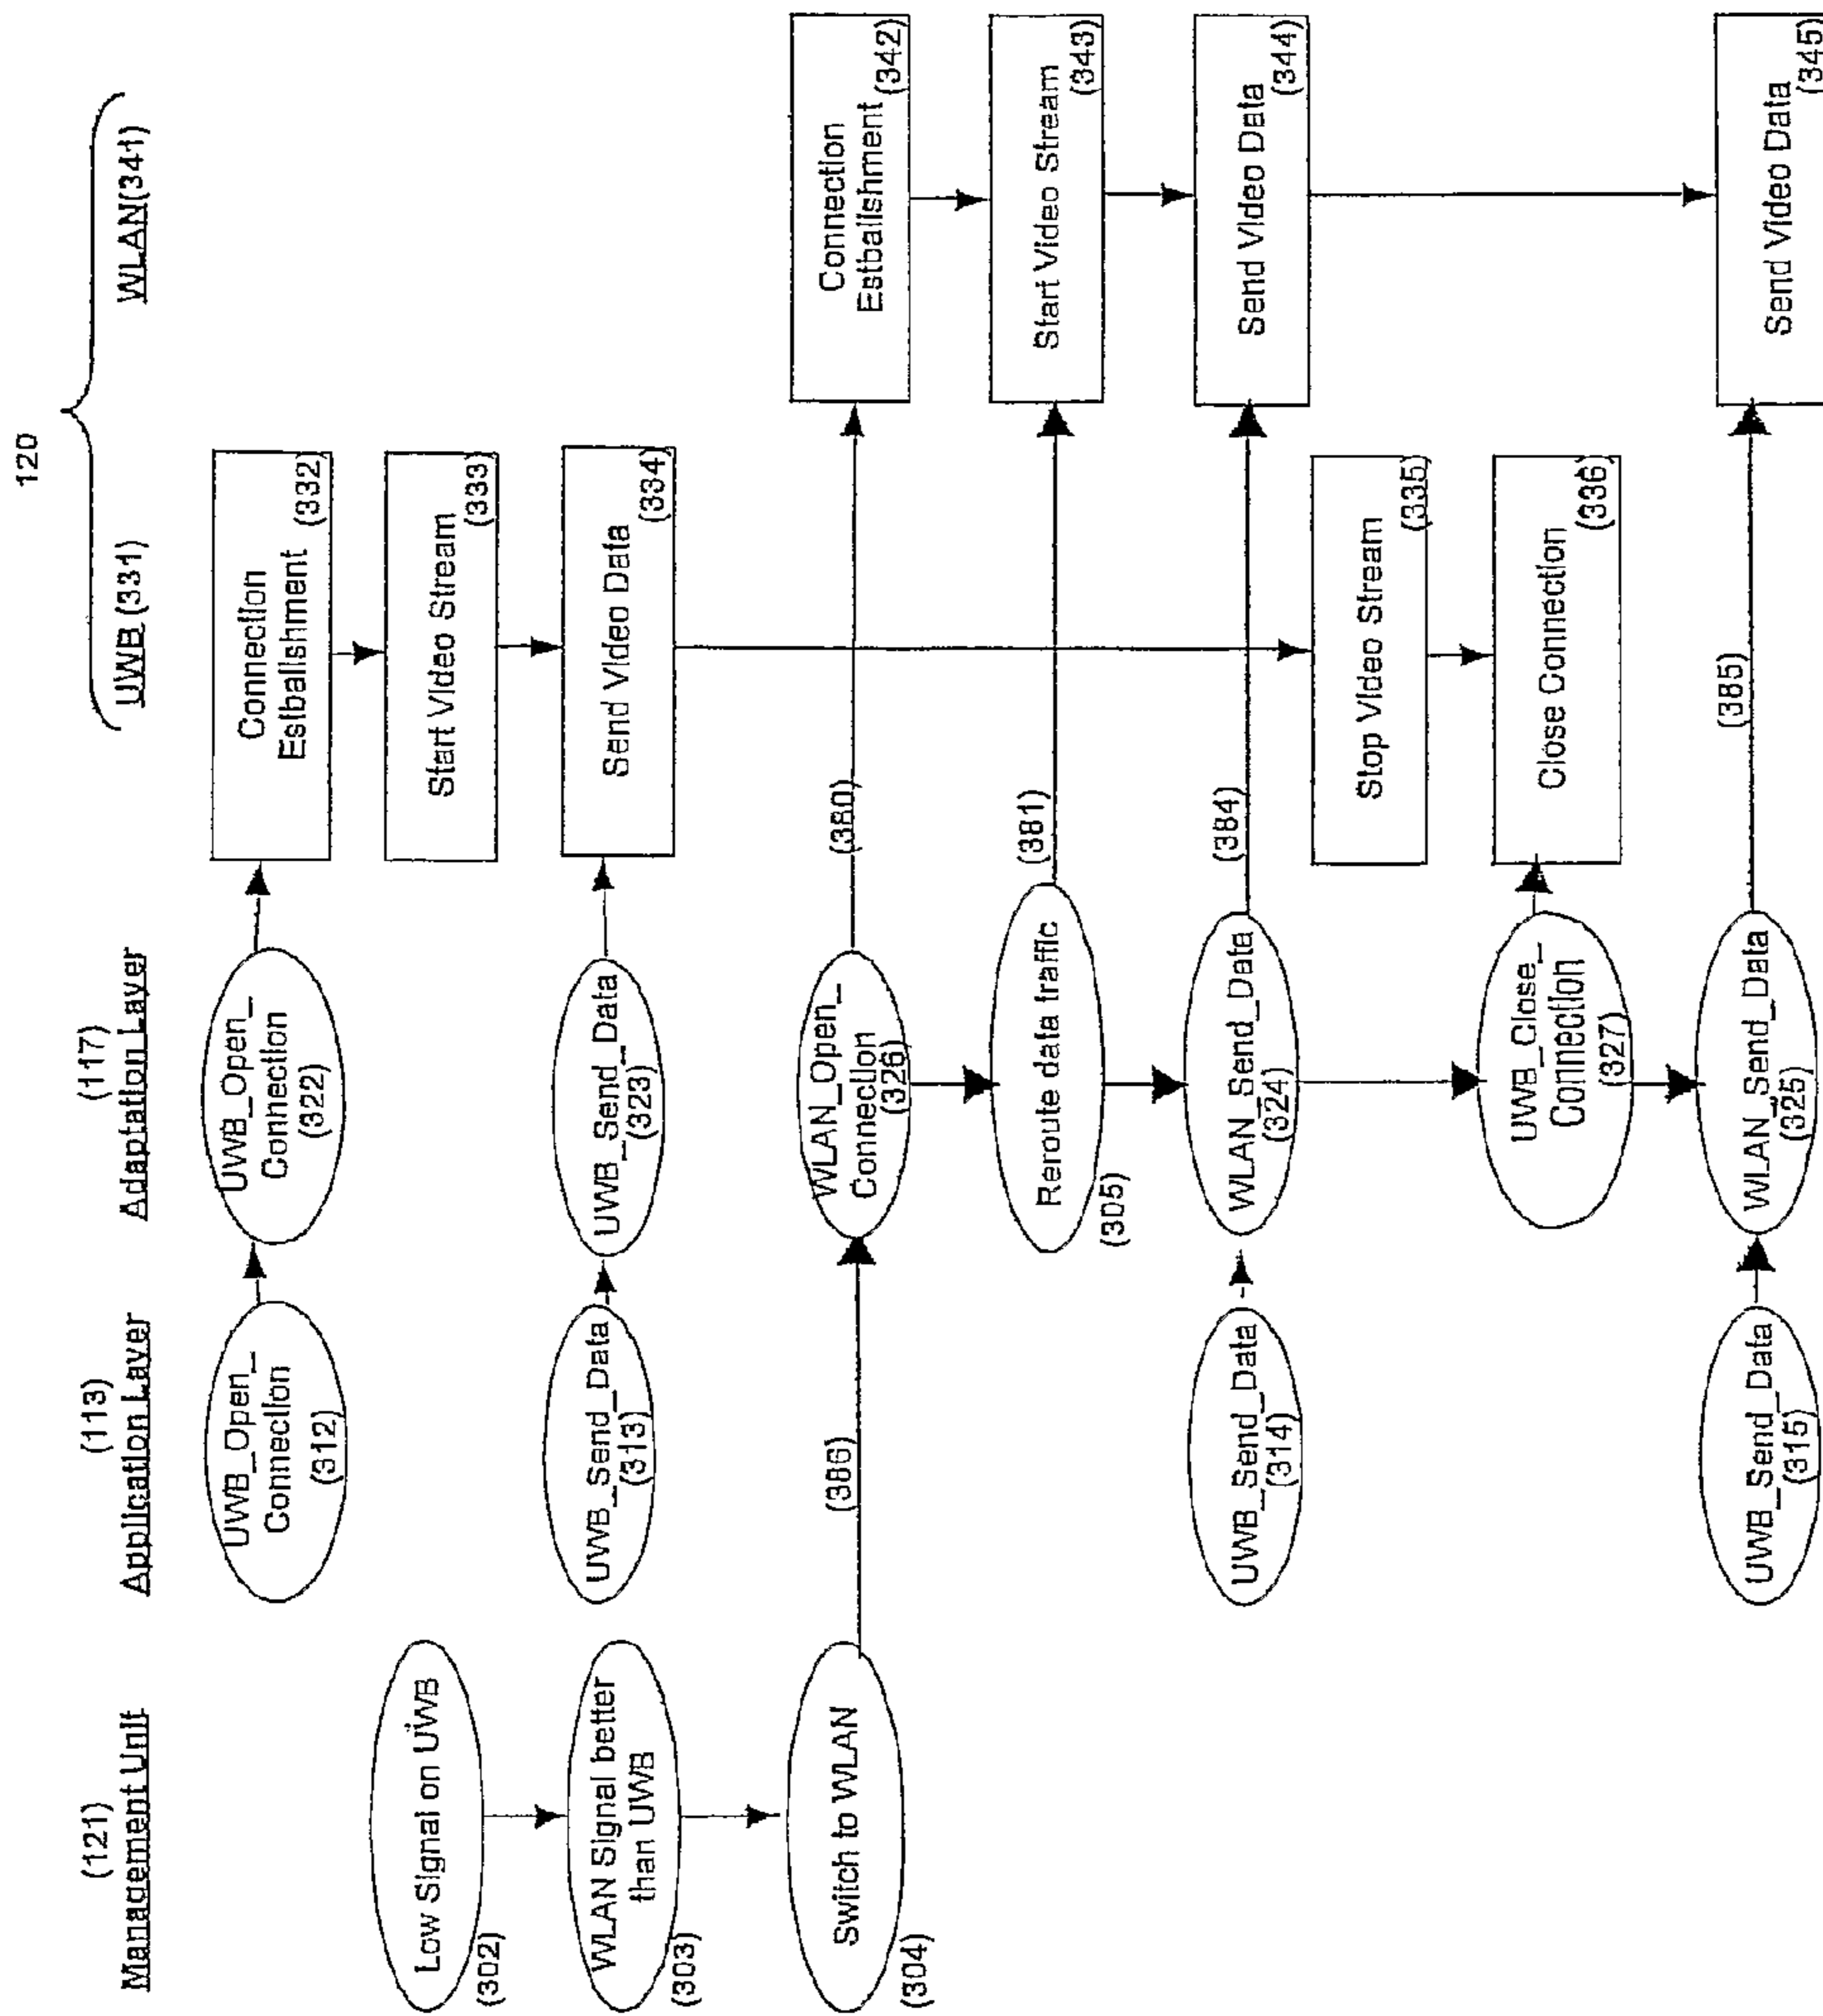 120
(121)
Management Unit
(113)
Application Layer
(117)
Adaptation Layer
UWB (331)
WLAN(341)
UWB_Open_
Connection
(312)
UWB_Open_
Connection
(322)
Connection
Estballshment
(332)
Low Signal on UWB
(302)
Start Video Stream
(333)
WLAN Signal better
than UWB
(303)
UWB_Send_Data
(313)
UWB_Send_Data
(323)
Send Video Data
(334)
Switch to WLAN
(304)
(386)
WLAN_Open_
Connection
(326)
(380)
Connection
Estballshment
(342)
Reroute data traffic
(305)
(381)
Start Video Stream
(343)
UWB_Send_Data
(314)
WLAN_Send_Data
(324)
(384)
Send Video Data
(344)
Stop Video Stream
(335)
UWB_Close_
Connection
(327)
Close Connection
(336)
UWB_Send_Data
(315)
WLAN_Send_Data
(325)
(385)
Send Video Data
(345)